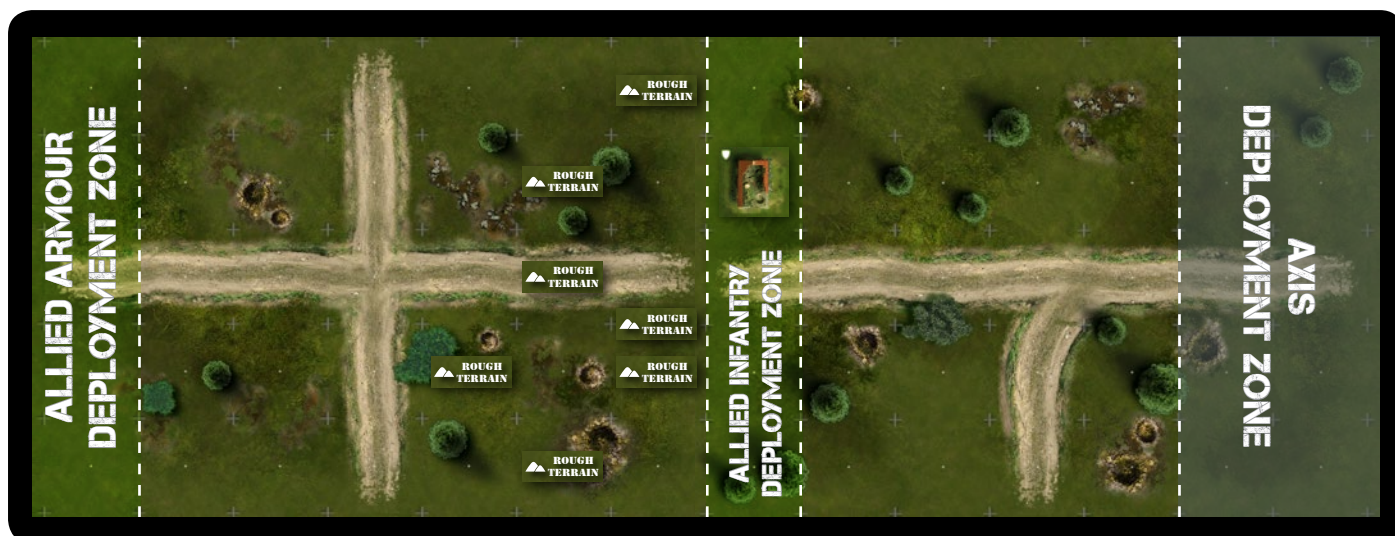 ALLIED ARMOUR
DEPLOYMENT ZONE
ROUGH
TERRAIN
ROUGH
TERRAIN
ROUGH
TERRAIN
ROUGH
TERRAIN
ROUGH
TERRAIN
ROUGH
TERRAIN
ROUGH
TERRAIN
ALLIED INFANTRY
DEPLOYMENT ZONE
AXIS
DEPLOYMENT ZONE